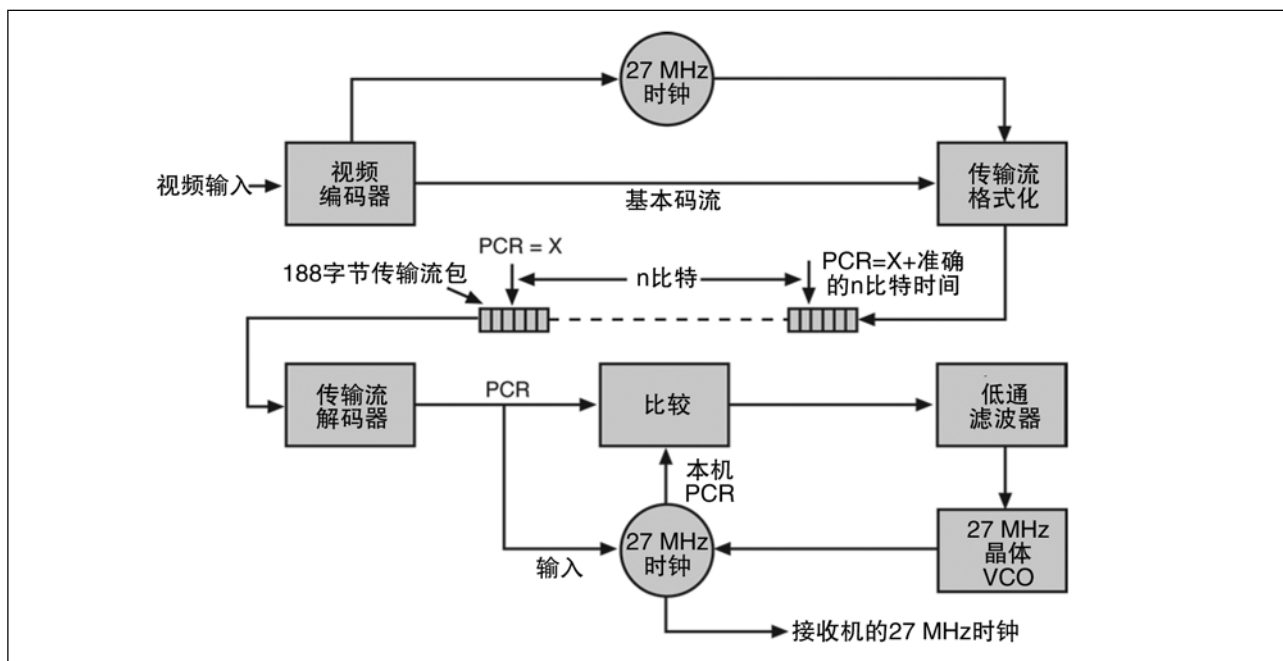 27 MHz
时钟
视频输入
视频
编码器
基本码流
传输流
格式化
PCR = X
188字节传输流包
n比特
PCR=X+准确
的n比特时间
传输流
解码器
PCR
比较
低通
滤波器
本机
PCR
输入
27 MHz
时钟
27 MHz
晶体
VCO
接收机的27 MHz时钟